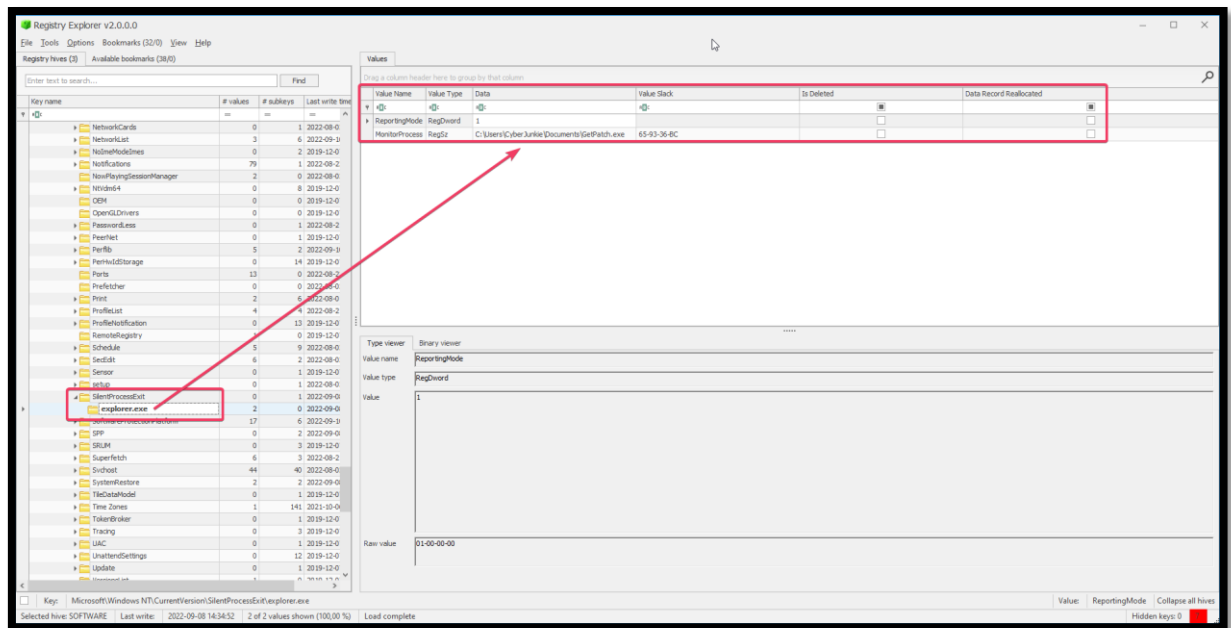 Registry Explorer v2.0.0.0
File Tools Options Bookmarks (32/0) View Help
Registry hives (3) Available bookmarks (38/0)
Enter text to search... Find
Key name # values # subkeys Last write time
= = =
NetworkCards 0 1 2022-08-0
NetworkList 3 6 2022-09-1
NoImeModeImes 0 2 2019-12-0
Notifications 79 1 2022-08-2
NowPlayingSessionManager 2 0 2022-08-0
NtVdm64 0 8 2019-12-0
OEM 0 0 2019-12-0
OpenGLDrivers 0 0 2019-12-0
PasswordLess 0 1 2022-08-2
PeerNet 0 1 2019-12-0
Perflib 5 2 2022-09-1
PerHwIdStorage 0 14 2019-12-0
Ports 13 0 2022-08-2
Prefetcher 0 0
Print 2 6 2022-08-0
ProfileList 4 4 2022-08-2
ProfileNotification 0 13 2019-12-0
RemoteRegistry 0 2019-12-0
Schedule 5 9 2022-08-0
SecEdit 6 2 2022-08-0
Sensor 0 1 2019-12-0
setup 0 1 2022-08-0
SilentProcessExit 0 1 2022-09-0
explorer.exe 2 0 2022-09-0
SoftwareProtectionPlatform 17 6 2022-09-1
SPP 0 2 2022-09-0
SRUM 0 3 2019-12-0
Superfetch 6 3 2022-08-2
Svchost 44 40 2022-08-0
SystemRestore 2 2 2022-09-0
TileDataModel 0 1 2019-12-0
Time Zones 1 141 2021-10-0
TokenBroker 0 1 2019-12-0
Tracing 0 3 2019-12-0
UAC 0 1 2019-12-0
UnattendSettings 0 12 2019-12-0
Update 0 1 2019-12-0
Values
Drag a column header here to group by that column
Value Name Value Type Data Value Slack Is Deleted Data Record Reallocated
ReportingMode RegDword 1
MonitorProcess RegSz C:\Users\CyberJunkie\Documents\GetPatch.exe 65-93-36-BC
Type viewer Binary viewer
Value name ReportingMode
Value type RegDword
Value 1
Raw value 01-00-00-00
Key: Microsoft\Windows NT\CurrentVersion\SilentProcessExit\explorer.exe Value: ReportingMode Collapse all hives
Selected hive: SOFTWARE Last write: 2022-09-08 14:34:52 2 of 2 values shown (100,00 %) Load complete Hidden keys: 0